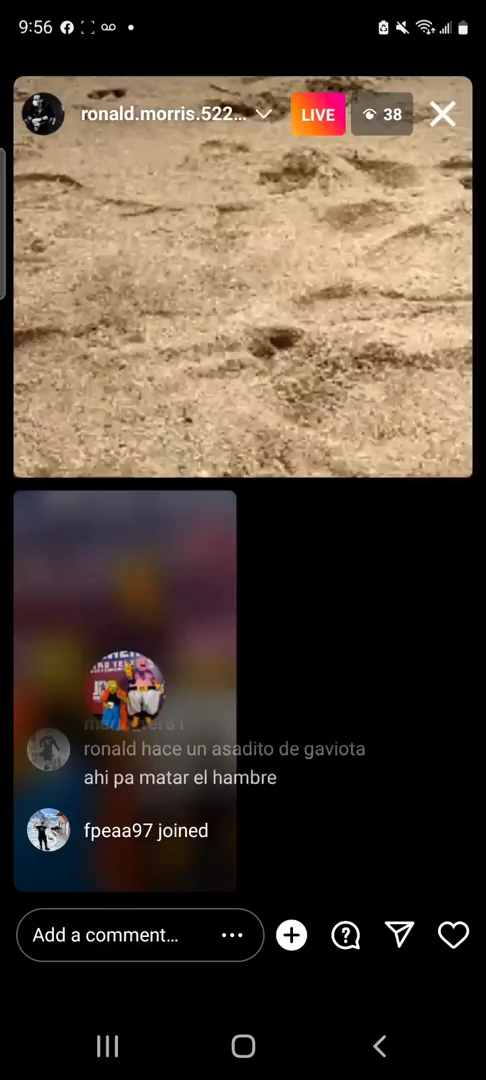 9:56
ronald.morris.522...
LIVE
38
ronald hace un asadito de gaviota
ahi pa matar el hambre
fpeaa97 joined
Add a comment...